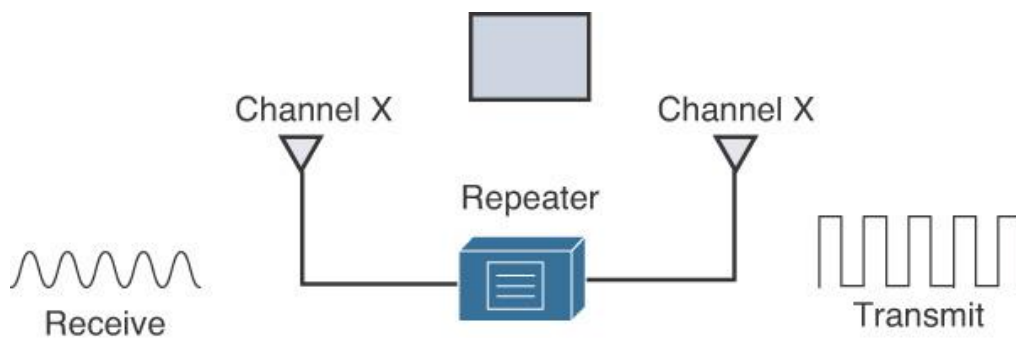 Channel X
Channel X
Repeater
Receive
Transmit